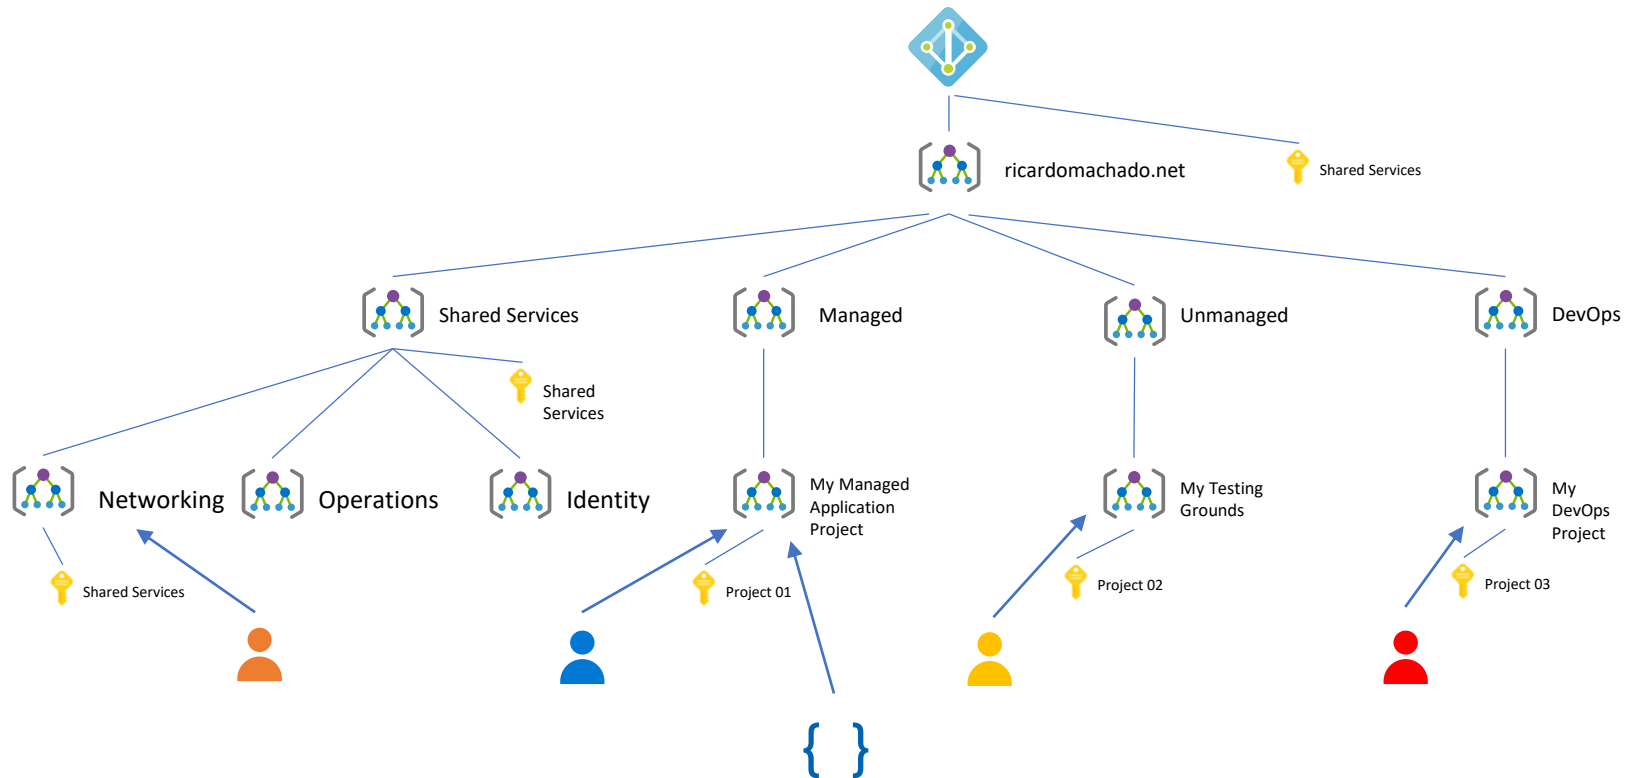 ricardomachado.net
Shared Services
Shared Services
Managed
Unmanaged
DevOps
Shared
Services
Networking
Operations
Identity
My Managed
Application
Project
My Testing
Grounds
My
DevOps
Project
Shared Services
Project 01
Project 02
Project 03
{ }